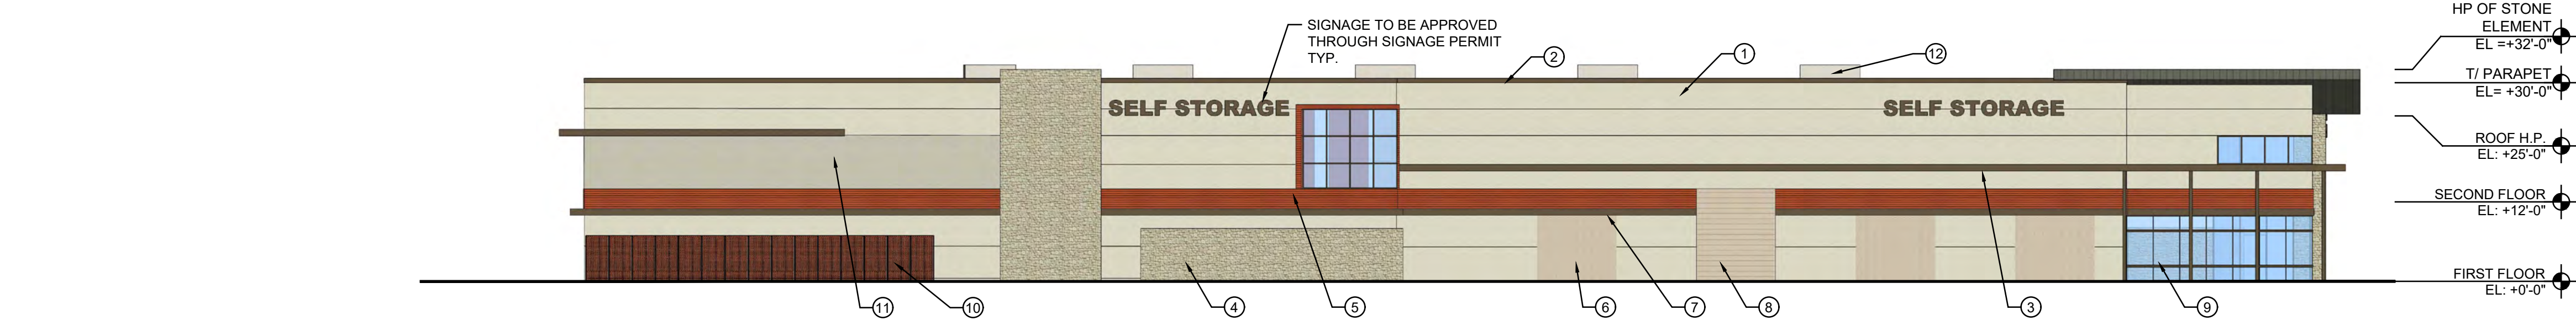 SIGNAGE TO BE APPROVED
THROUGH SIGNAGE PERMIT
TYP.
2
1
12
HP OF STONE
ELEMENT
EL =+32'-0"
T/ PARAPET
EL= +30'-0"
SELF STORAGE
SELF STORAGE
ROOF H.P.
EL: +25'-0"
SECOND FLOOR
EL: +12'-0"
FIRST FLOOR
EL: +0'-0"
11
10
4
5
6
7
8
3
9